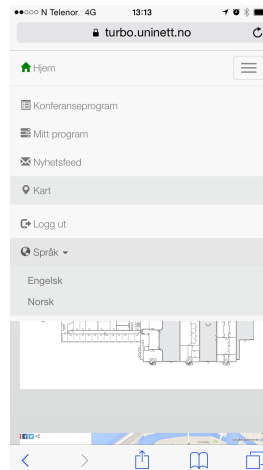 N Telenor 4G 13:13
turbo.uninett.no
Hjem
Konferanseprogram
Mitt program
Nyhetsfeed
Kart
Logg ut
Språk
Engelsk
Norsk